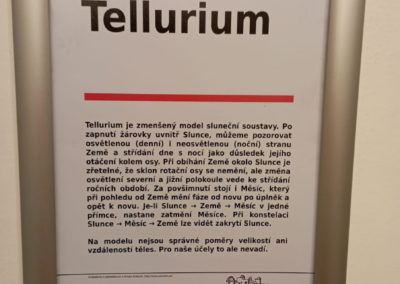 Tellurium
Tellurium je zmenšený model sluneční soustavy. Po
zapnutí žárovky uvnitř Slunce, můžeme pozorovat
osvětlenou (denní) i neosvětlenou (noční) stranu
Země a střídání dne s nocí jako důsledek jejího
otáčení kolem osy. Při obíhání Země okolo Slunce je
zřetelné, že sklon rotační osy se nemění, ale změna
osvětlení severní a jižní polokoule vede ke střídání
ročních období. Za povšimnutí stojí i Měsíc, který
při pohledu od Země mění fáze od novu po úplněk a
opět k novu. Je-li Slunce → Země → Měsíc v jedné
přímce, nastane zatmění Měsíce. Při konstelaci
Slunce → Měsíc → Země lze vidět zakrytí Slunce.
Na modelu nejsou správné poměry velikostí ani
vzdáleností těles. Pro naše účely to ale nevadí.